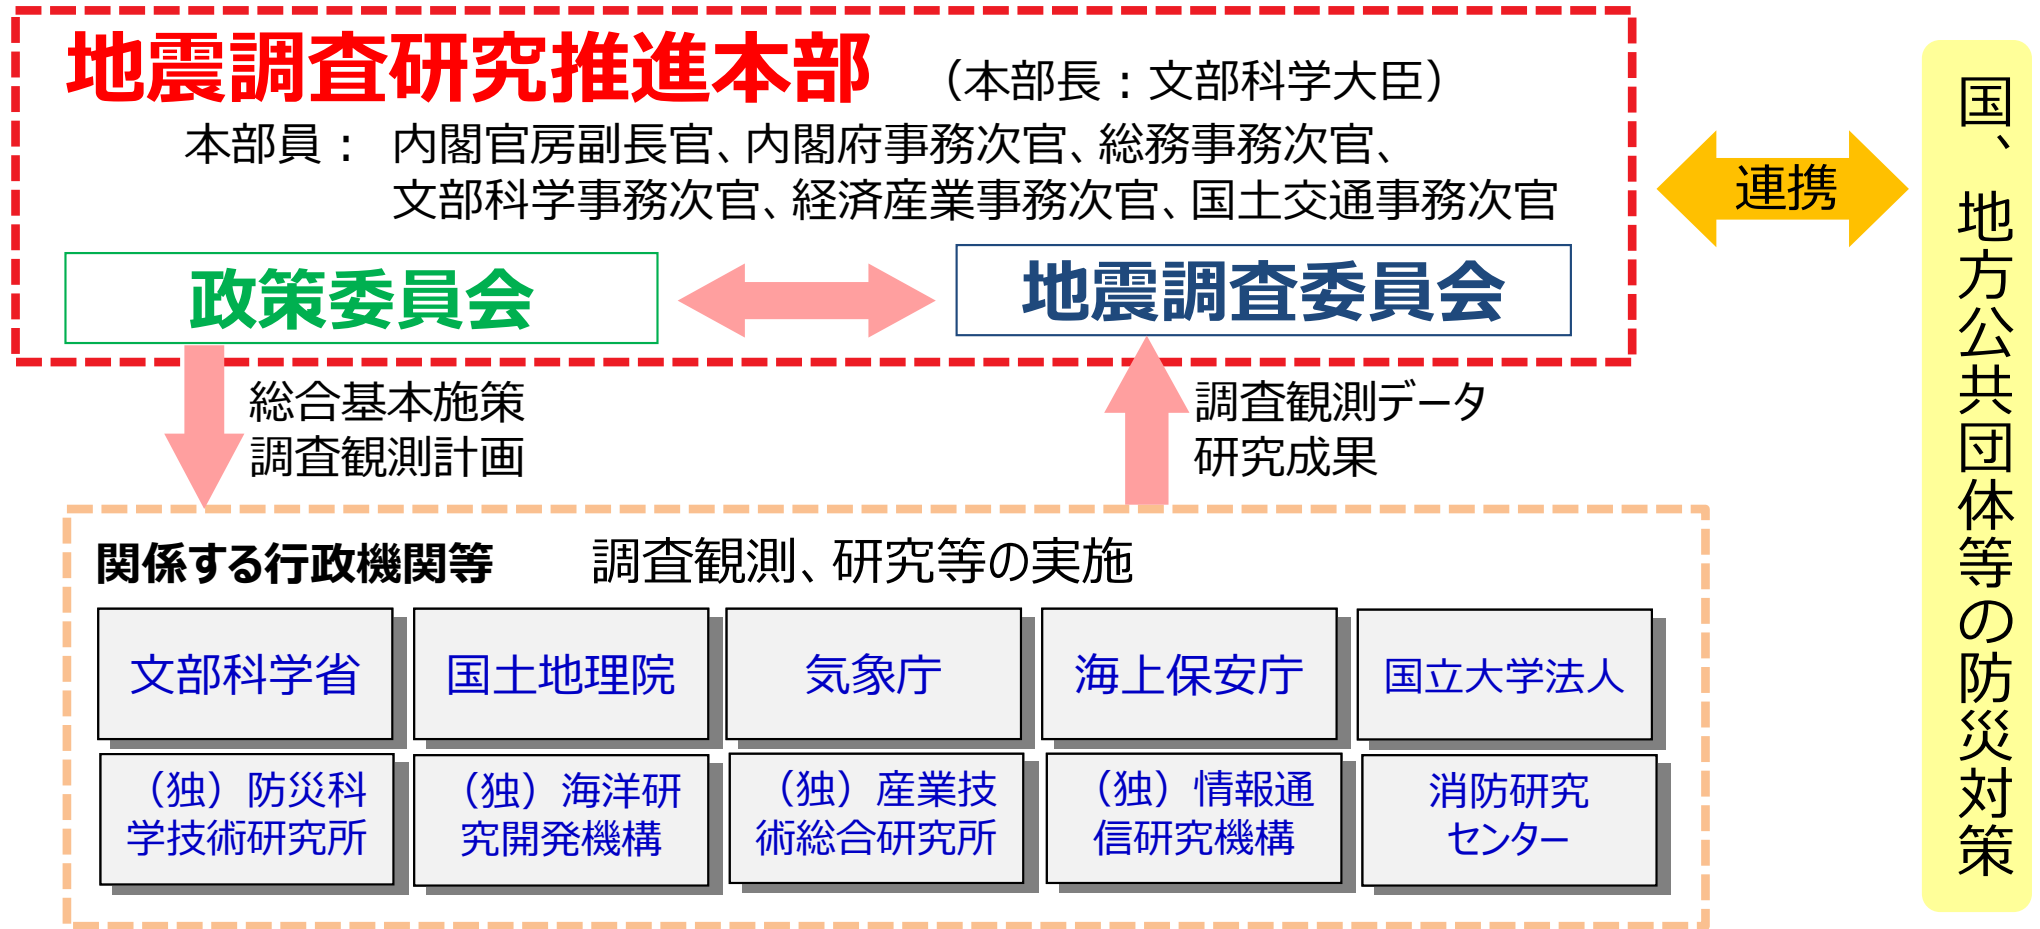 地震調査研究推進本部 （本部長：文部科学大臣）
本部員： 内閣官房副長官、内閣府事務次官、総務事務次官、
文部科学事務次官、経済産業事務次官、国土交通事務次官
政策委員会
地震調査委員会
連携
国、地方公共団体等の防災対策
総合基本施策
調査観測計画
調査観測データ
研究成果
関係する行政機関等 調査観測、研究等の実施
文部科学省
国土地理院
気象庁
海上保安庁
国立大学法人
（独）防災科
学技術研究所
（独）海洋研
究開発機構
（独）産業技
術総合研究所
（独）情報通
信研究機構
消防研究
センター